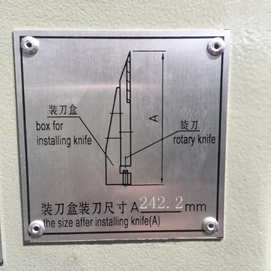 装刀盒
box for
installing knife
A
旋刀
rotary knife
装刀盒装刀尺寸A242.2mm
the size after installing knife(A)